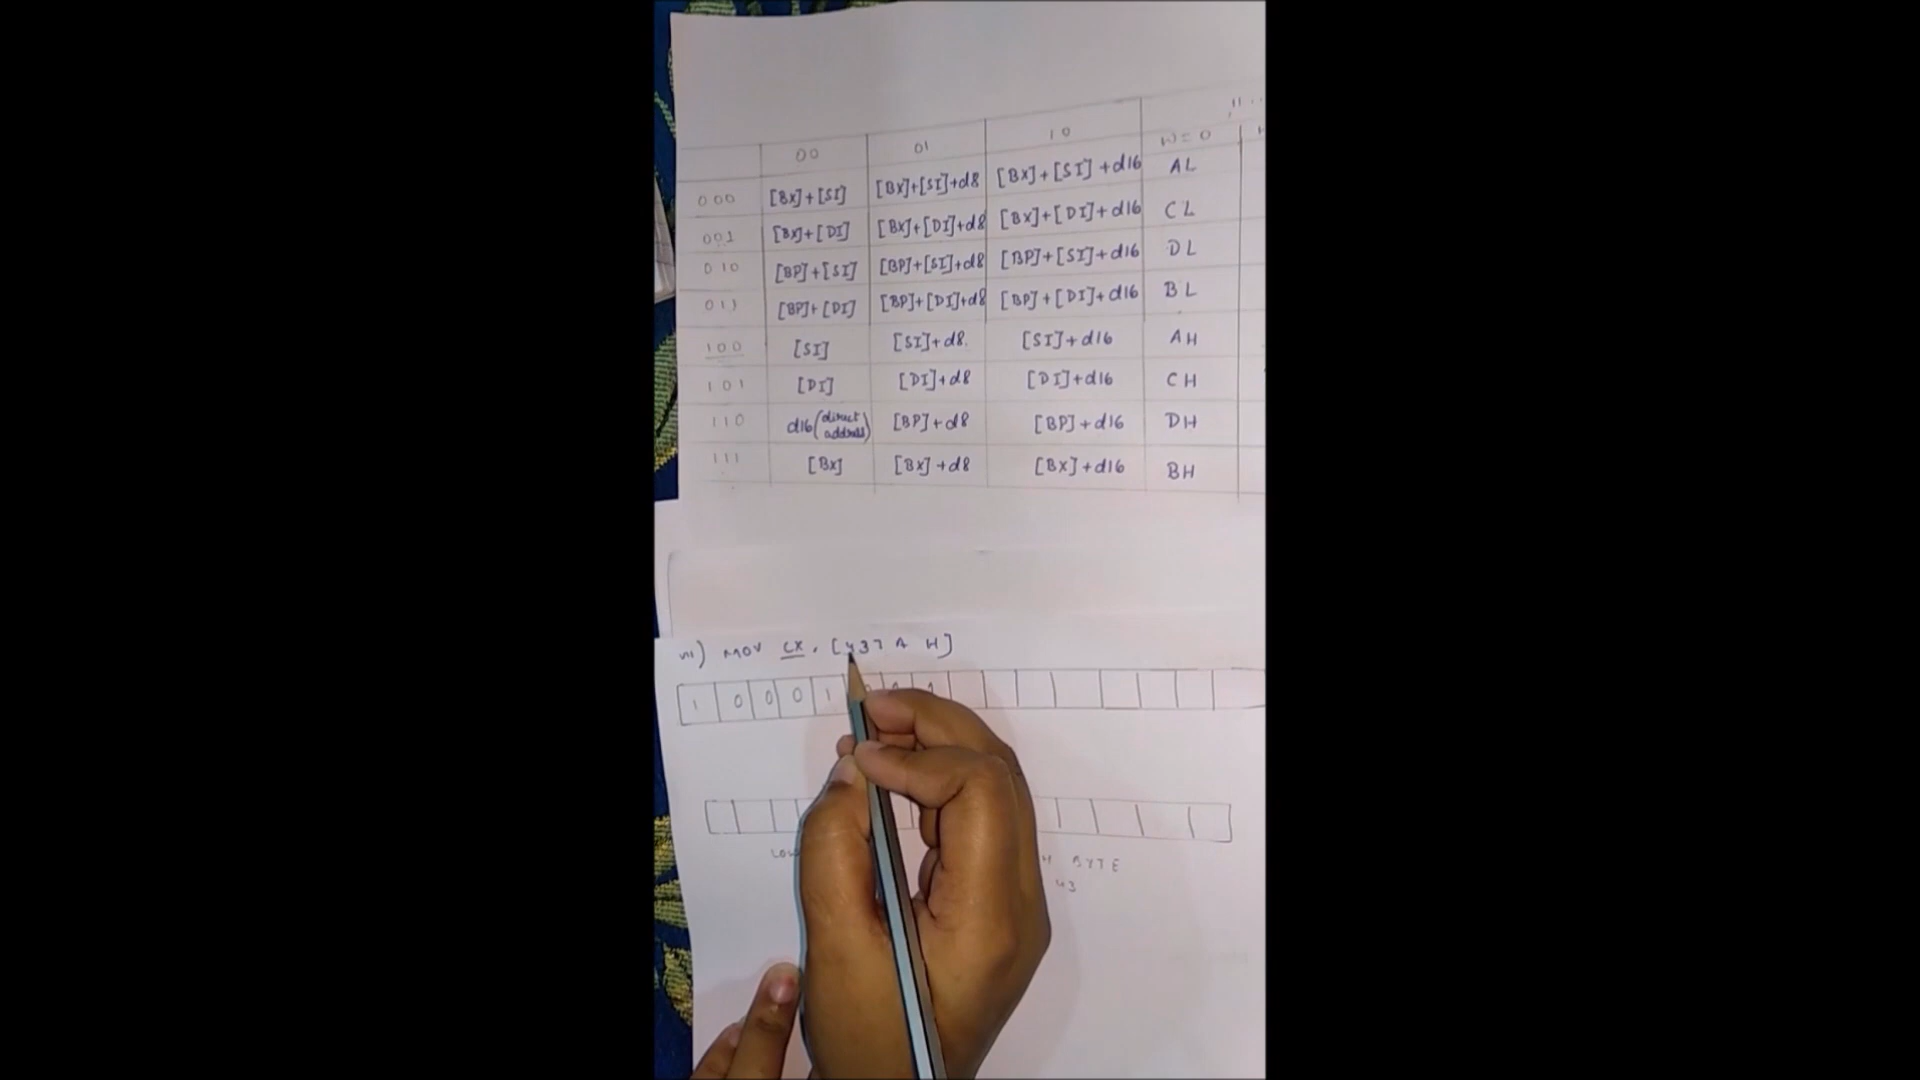 00 01 10 W=0
000 [BX]+[SI] [BX]+[SI]+d8 [BX]+[SI]+d16 AL
001 [BX]+[DI] [BX]+[DI]+d8 [BX]+[DI]+d16 CL
010 [BP]+[SI] [BP]+[SI]+d8 [BP]+[SI]+d16 DL
011 [BP]+[DI] [BP]+[DI]+d8 [BP]+[DI]+d16 BL
100 [SI] [SI]+d8 [SI]+d16 AH
101 [DI] [DI]+d8 [DI]+d16 CH
110 d16(direct address) [BP]+d8 [BP]+d16 DH
111 [BX] [BX]+d8 [BX]+d16 BH
MOV CX, [437A H]
1 0 0 0 1
LOW BYTE
43